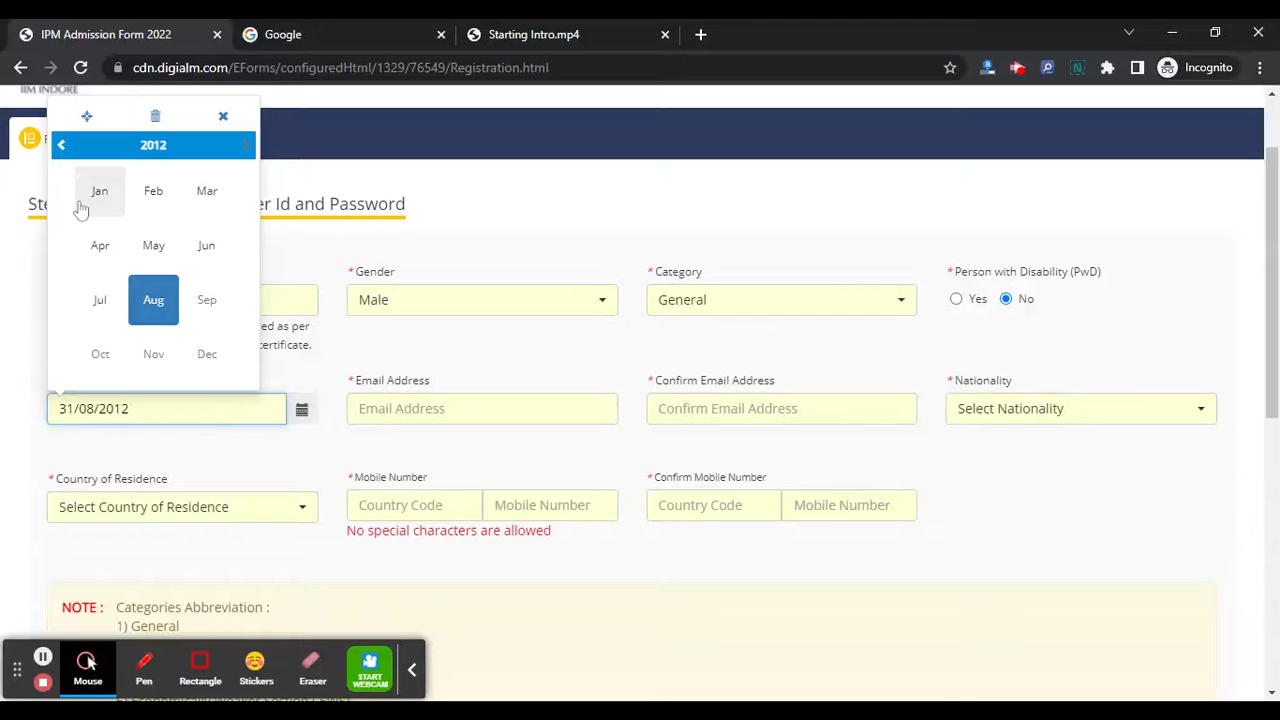 IPM Admission Form 2022
Google
Starting Intro.mp4
cdn.digialm.com/EForms/configuredHtml/1329/76549/Registration.html
Incognito
IIM INDORE
2012
Jan Feb Mar
Apr May Jun
Jul Aug Sep
Oct Nov Dec
er Id and Password
*Gender
Male
*Category
General
*Person with Disability (PwD)
Yes No
ed as per
certificate.
31/08/2012
*Email Address
Email Address
*Confirm Email Address
Confirm Email Address
*Nationality
Select Nationality
*Country of Residence
Select Country of Residence
*Mobile Number
Country Code
Mobile Number
No special characters are allowed
*Confirm Mobile Number
Country Code
Mobile Number
NOTE : Categories Abbreviation :
1) General
Mouse
Pen
Rectangle
Stickers
Eraser
START
WEBCAM